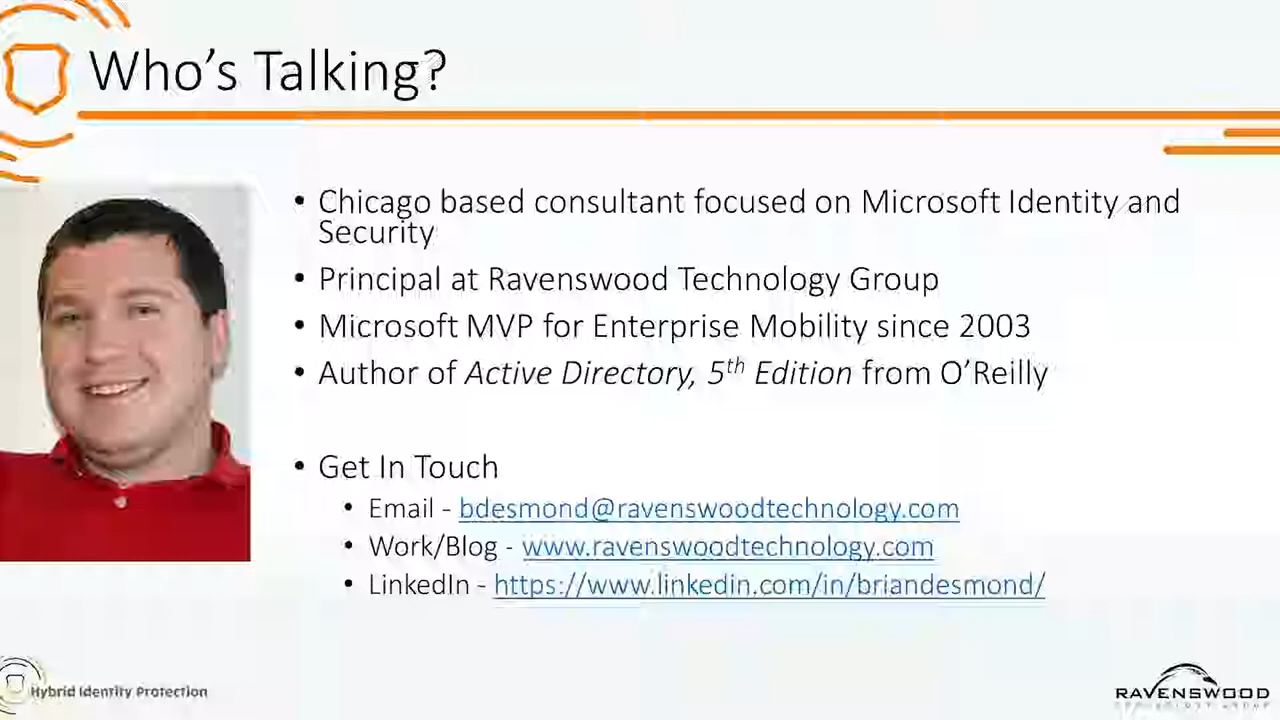 Who's Talking?
• Chicago based consultant focused on Microsoft Identity and
Security
• Principal at Ravenswood Technology Group
• Microsoft MVP for Enterprise Mobility since 2003
• Author of Active Directory, 5th Edition from O'Reilly
• Get In Touch
• Email - bdesmond@ravenswoodtechnology.com
• Work/Blog - www.ravenswoodtechnology.com
• LinkedIn - https://www.linkedin.com/in/briandesmond/
Hybrid Identity Protection
RAVENSWOOD
TECHNOLOGY GROUP